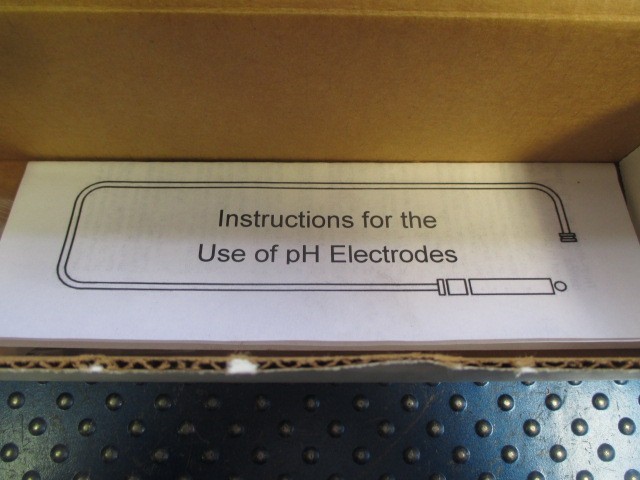 Instructions for the
Use of pH Electrodes